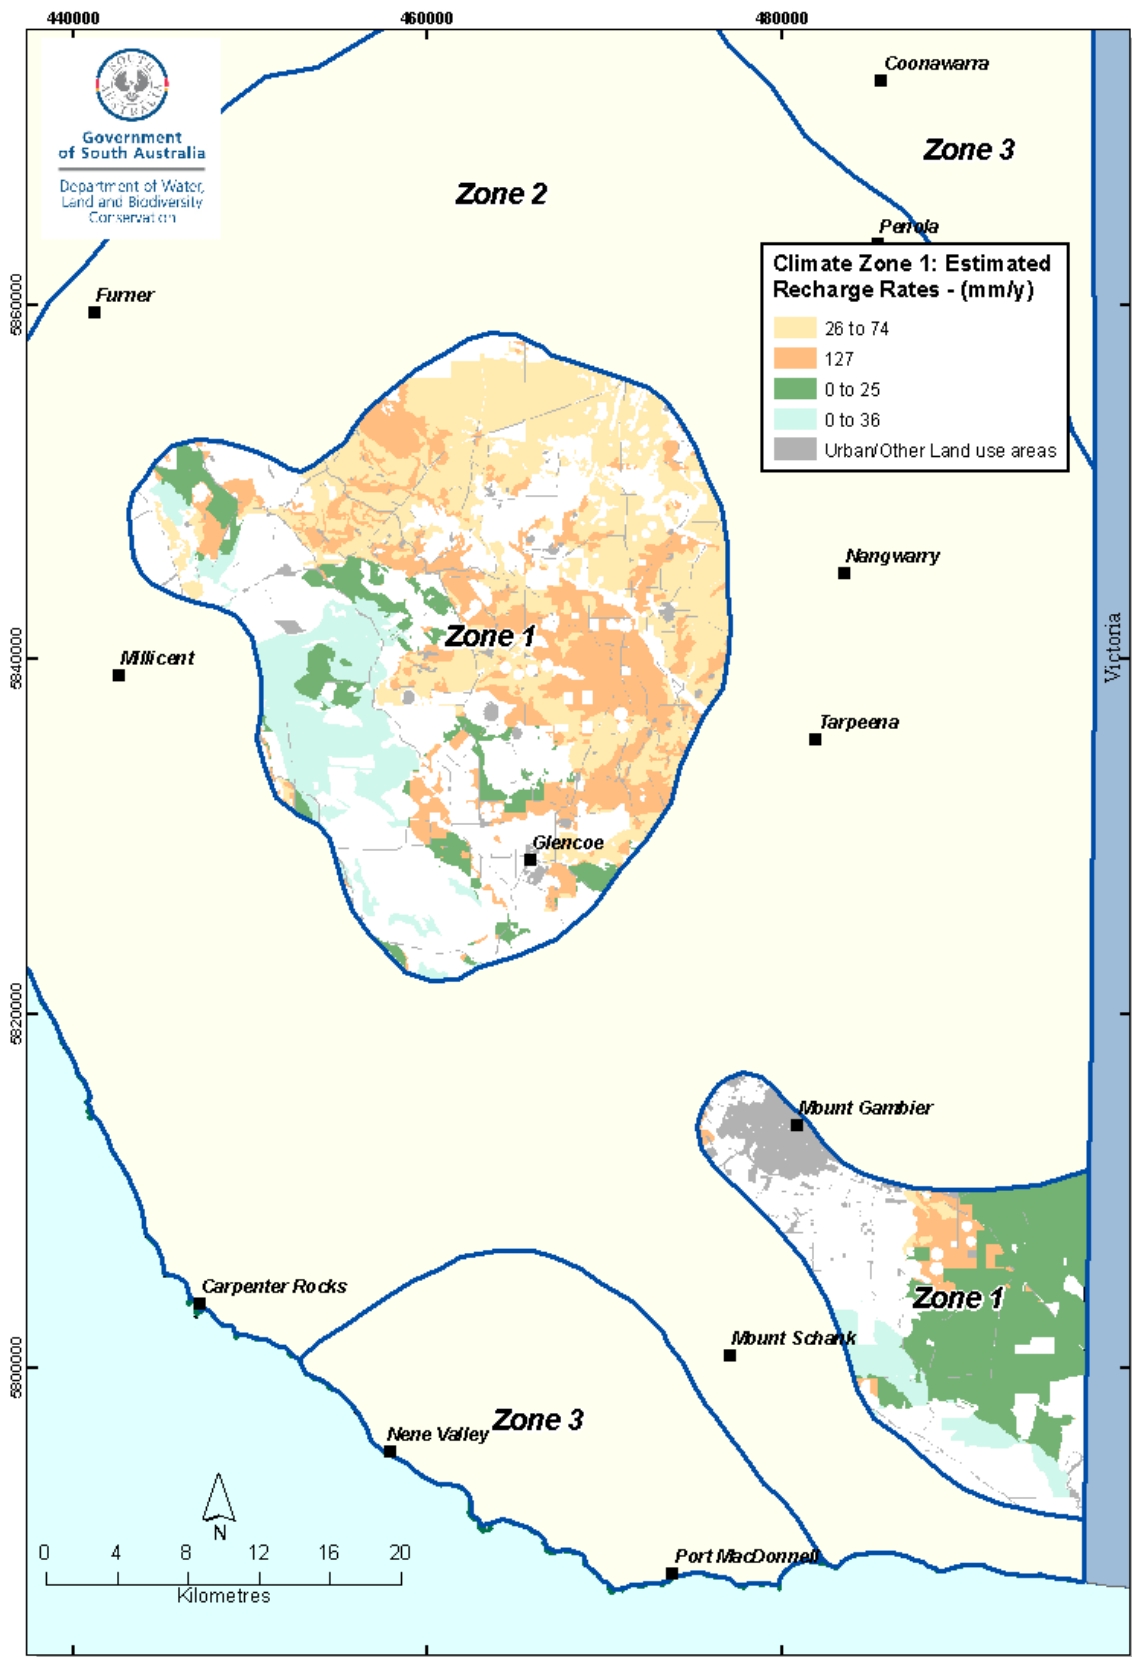 440000
460000
480000
SOUTH
AUSTRALIA
Government
of South Australia
Department of Water,
Land and Biodiversity
Conservation
Coonawarra
Zone 3
Zone 2
Penola
Climate Zone 1: Estimated
Recharge Rates - (mm/y)
26 to 74
127
0 to 25
0 to 36
Urban/Other Land use areas
Furner
5860000
Nangwarry
Zone 1
Millicent
5840000
Victoria
Tarpeena
Glencoe
5820000
Mount Gambier
Carpenter Rocks
Zone 1
Mount Schank
5800000
Zone 3
Nene Valley
N
0 4 8 12 16 20
Kilometres
Port MacDonnell